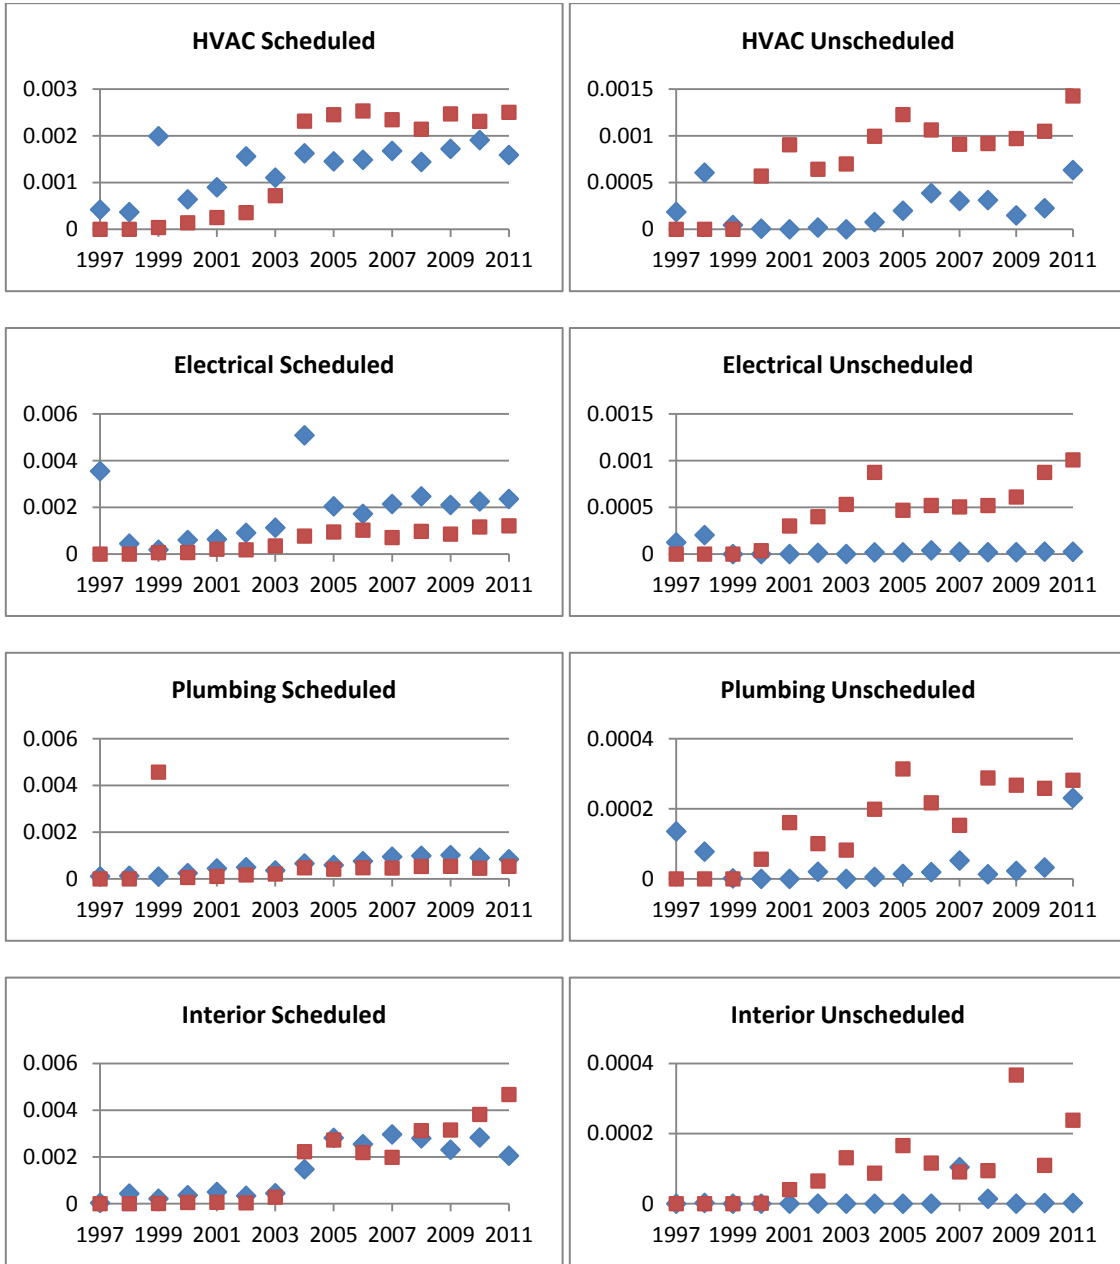 HVAC Scheduled
0.003
0.002
0.001
0
1997 1999 2001 2003 2005 2007 2009 2011
HVAC Unscheduled
0.0015
0.001
0.0005
0
1997 1999 2001 2003 2005 2007 2009 2011
Electrical Scheduled
0.006
0.004
0.002
0
1997 1999 2001 2003 2005 2007 2009 2011
Electrical Unscheduled
0.0015
0.001
0.0005
0
1997 1999 2001 2003 2005 2007 2009 2011
Plumbing Scheduled
0.006
0.004
0.002
0
1997 1999 2001 2003 2005 2007 2009 2011
Plumbing Unscheduled
0.0004
0.0002
0
1997 1999 2001 2003 2005 2007 2009 2011
Interior Scheduled
0.006
0.004
0.002
0
1997 1999 2001 2003 2005 2007 2009 2011
Interior Unscheduled
0.0004
0.0002
0
1997 1999 2001 2003 2005 2007 2009 2011